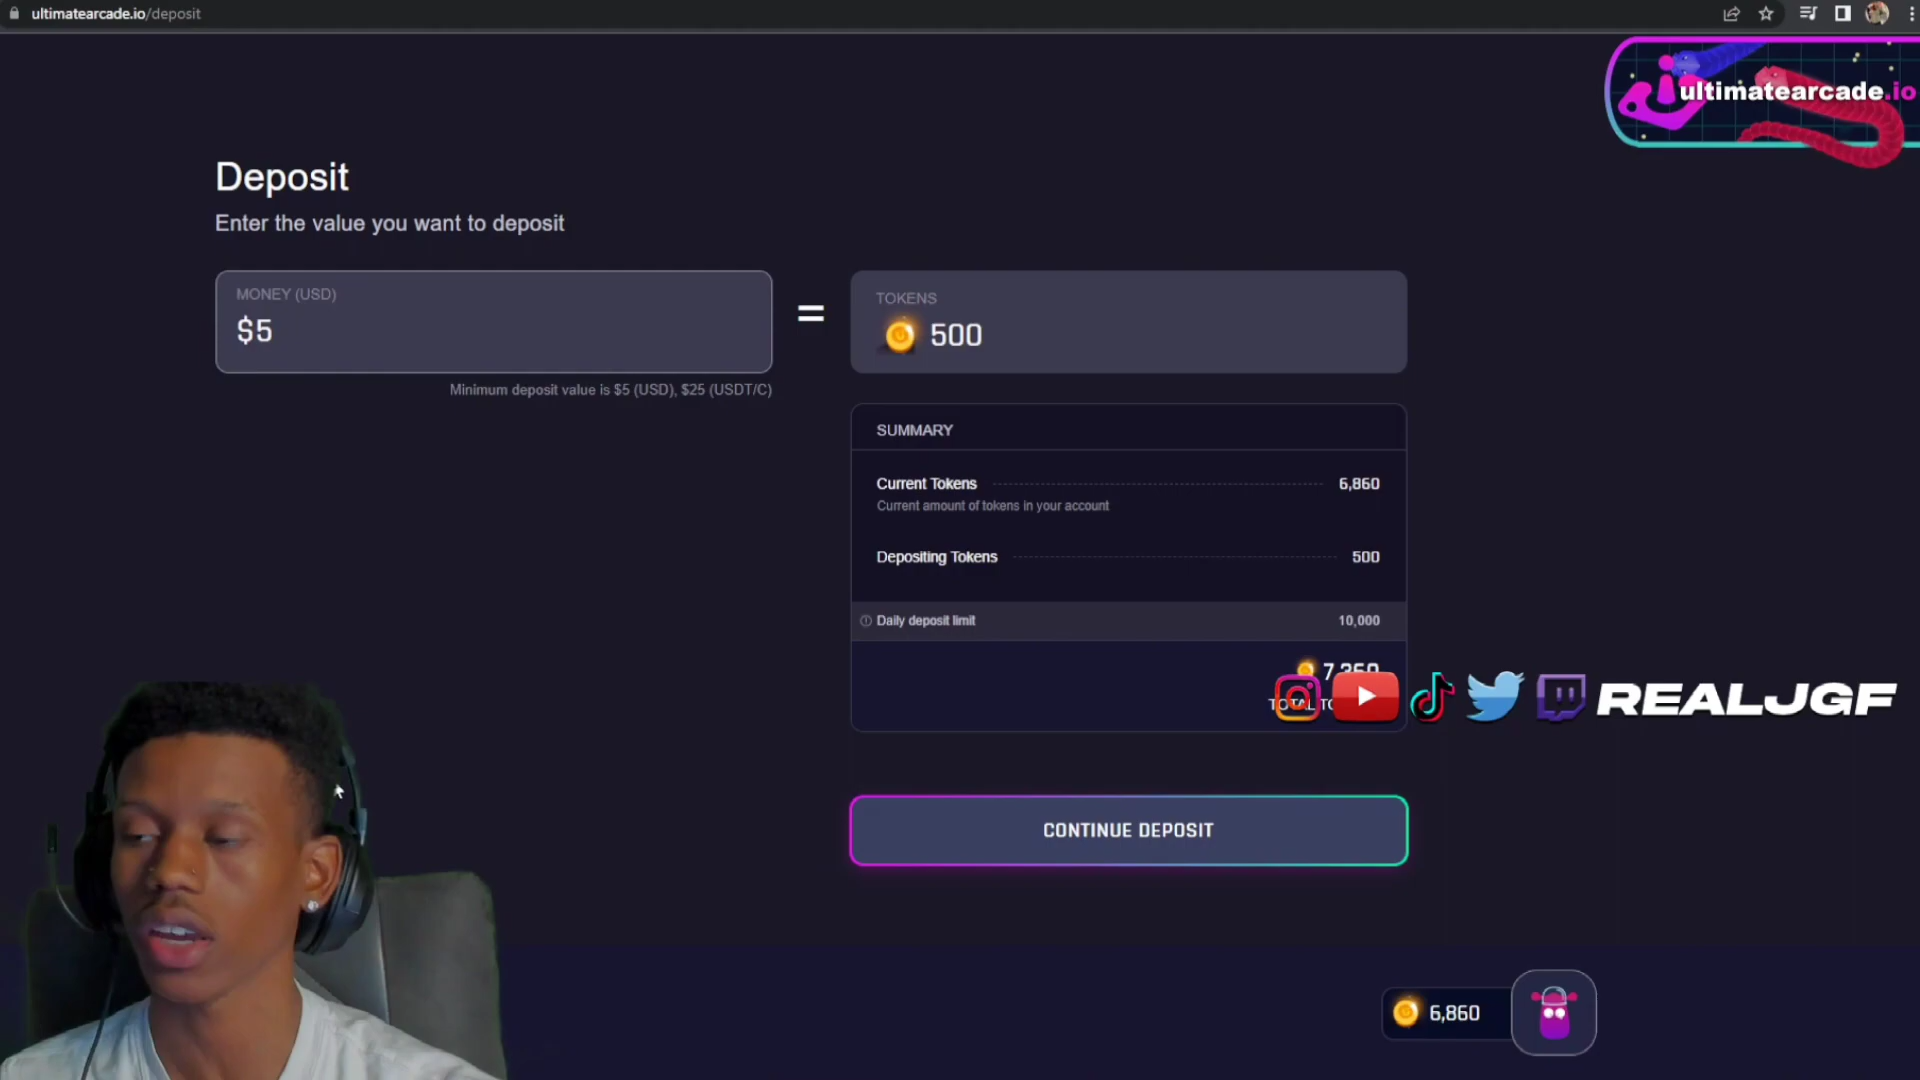 ultimatearcade.io/deposit
ultimatearcade.io
Deposit
Enter the value you want to deposit
MONEY (USD)
$5
=
TOKENS
500
Minimum deposit value is $5 (USD), $25 (USDT/C)
SUMMARY
Current Tokens 6,860
Current amount of tokens in your account
Depositing Tokens 500
Daily deposit limit 10,000
7,360
REALJGF
CONTINUE DEPOSIT
6,860